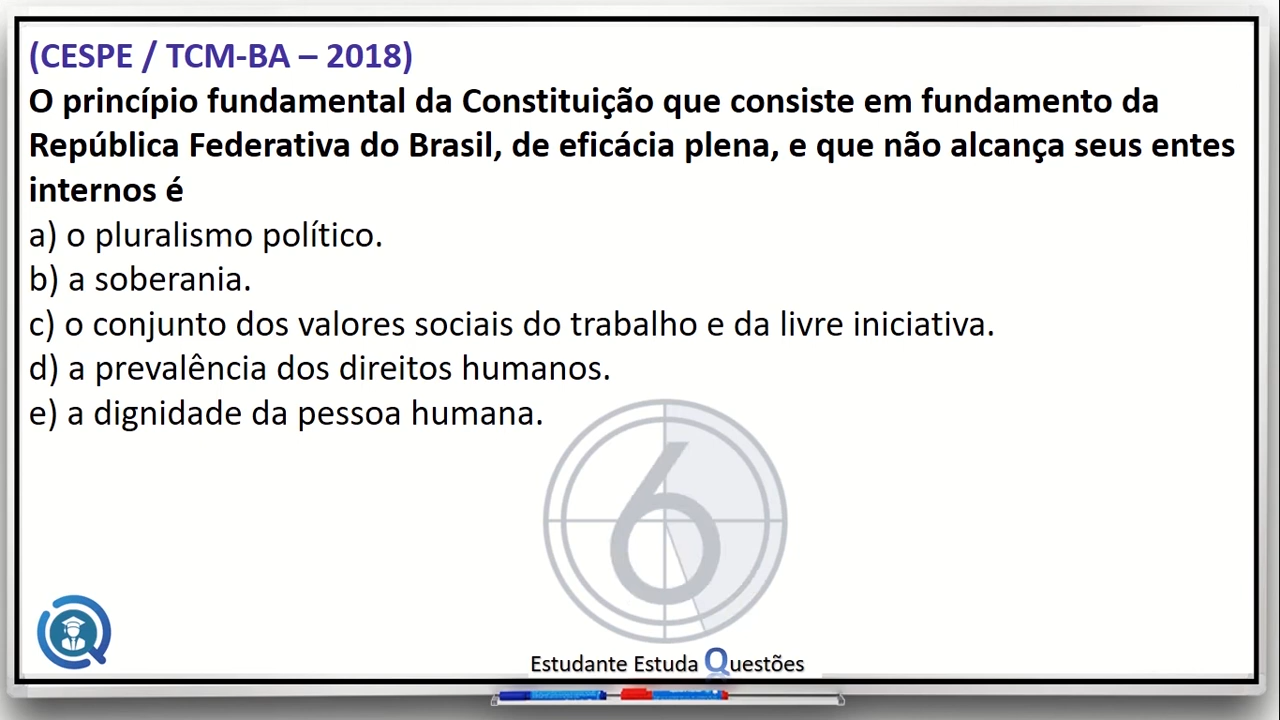 (CESPE / TCM-BA – 2018)
O princípio fundamental da Constituição que consiste em fundamento da
República Federativa do Brasil, de eficácia plena, e que não alcança seus entes
internos é
a) o pluralismo político.
b) a soberania.
c) o conjunto dos valores sociais do trabalho e da livre iniciativa.
d) a prevalência dos direitos humanos.
e) a dignidade da pessoa humana.
6
Estudante Estuda Questões